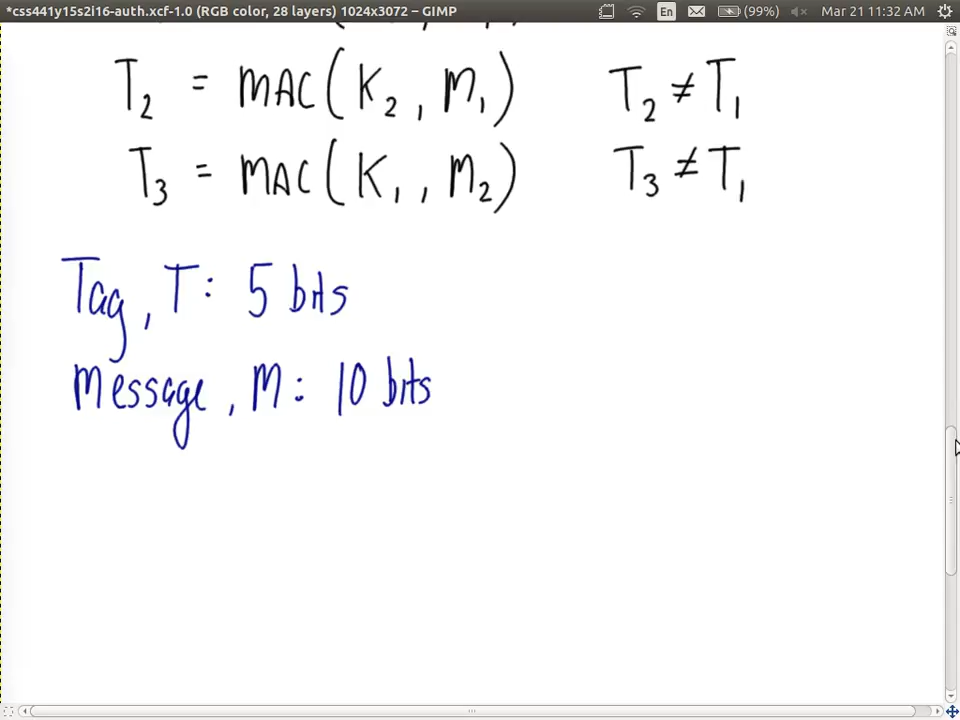 *css441y15s2i16-auth.xcf-1.0 (RGB color, 28 layers) 1024x3072 – GIMP En (99%) Mar 21 11:32 AM
T₂ = MAC(K₂, M₁) T₂ ≠ T₁
T₃ = MAC(K₁, M₂) T₃ ≠ T₁
Tag, T: 5 bits
Message, M: 10 bits